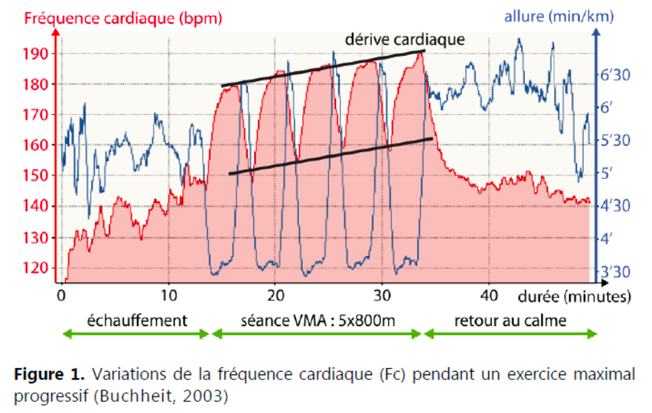 Fréquence cardiaque (bpm)
allure (min/km)
dérive cardiaque
190
180
170
160
150
140
130
120
6'30
6'
5'30
5'
4'30
4'
3'30
0
10
20
30
40
durée (minutes)
échauffement
séance VMA : 5x800m
retour au calme
Figure 1. Variations de la fréquence cardiaque (Fc) pendant un exercice maximal
progressif (Buchheit, 2003)